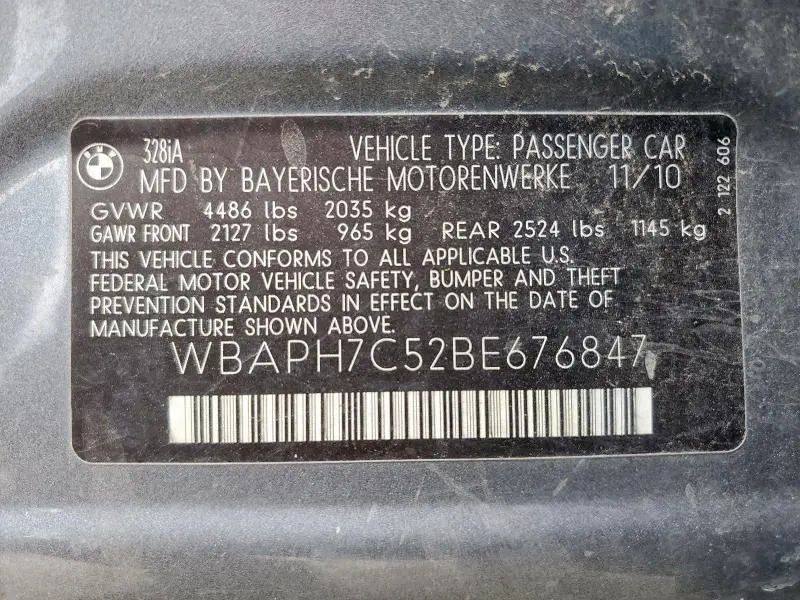 BMW
328iA VEHICLE TYPE: PASSENGER CAR
MFD BY BAYERISCHE MOTORENWERKE 11/10
GVWR 4486 lbs 2035 kg
GAWR FRONT 2127 lbs 965 kg REAR 2524 lbs 1145 kg
THIS VEHICLE CONFORMS TO ALL APPLICABLE U.S.
FEDERAL MOTOR VEHICLE SAFETY, BUMPER AND THEFT
PREVENTION STANDARDS IN EFFECT ON THE DATE OF
MANUFACTURE SHOWN ABOVE.
WBAPH7C52BE676847
2 122 606